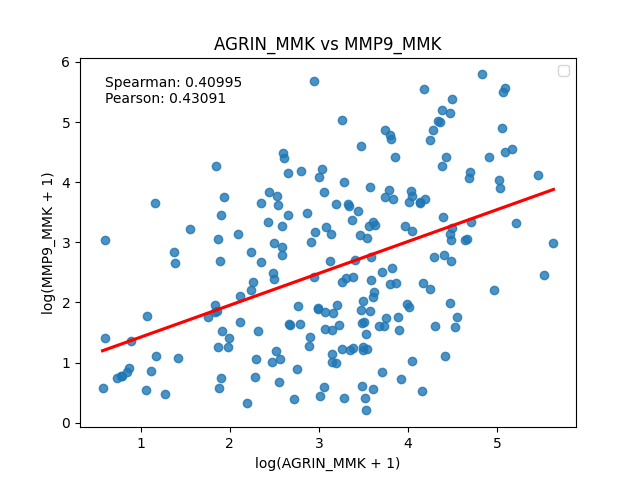 AGRIN_MMK vs MMP9_MMK
Spearman: 0.40995
Pearson: 0.43091
log(MMP9_MMK + 1)
6
5
4
3
2
1
0
1 2 3 4 5
log(AGRIN_MMK + 1)